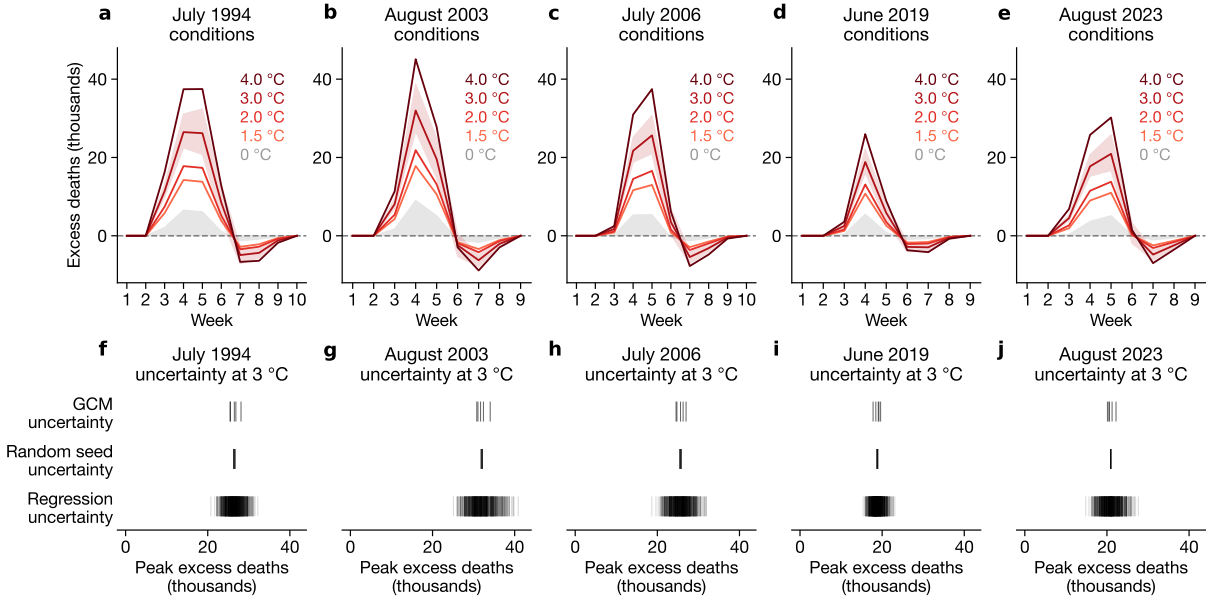 a
July 1994
conditions
b
August 2003
conditions
c
July 2006
conditions
d
June 2019
conditions
e
August 2023
conditions
Excess deaths (thousands)
40
20
0
4.0 °C
3.0 °C
2.0 °C
1.5 °C
0 °C
1 2 3 4 5 6 7 8 9 10
Week
40
20
0
4.0 °C
3.0 °C
2.0 °C
1.5 °C
0 °C
1 2 3 4 5 6 7 8 9
Week
40
20
0
4.0 °C
3.0 °C
2.0 °C
1.5 °C
0 °C
1 2 3 4 5 6 7 8 9 10
Week
40
20
0
4.0 °C
3.0 °C
2.0 °C
1.5 °C
0 °C
1 2 3 4 5 6 7 8 9
Week
40
20
0
4.0 °C
3.0 °C
2.0 °C
1.5 °C
0 °C
1 2 3 4 5 6 7 8 9
Week
f
July 1994
uncertainty at 3 °C
g
August 2003
uncertainty at 3 °C
h
July 2006
uncertainty at 3 °C
i
June 2019
uncertainty at 3 °C
j
August 2023
uncertainty at 3 °C
GCM
uncertainty
Random seed
uncertainty
Regression
uncertainty
0 20 40
Peak excess deaths
(thousands)
0 20 40
Peak excess deaths
(thousands)
0 20 40
Peak excess deaths
(thousands)
0 20 40
Peak excess deaths
(thousands)
0 20 40
Peak excess deaths
(thousands)